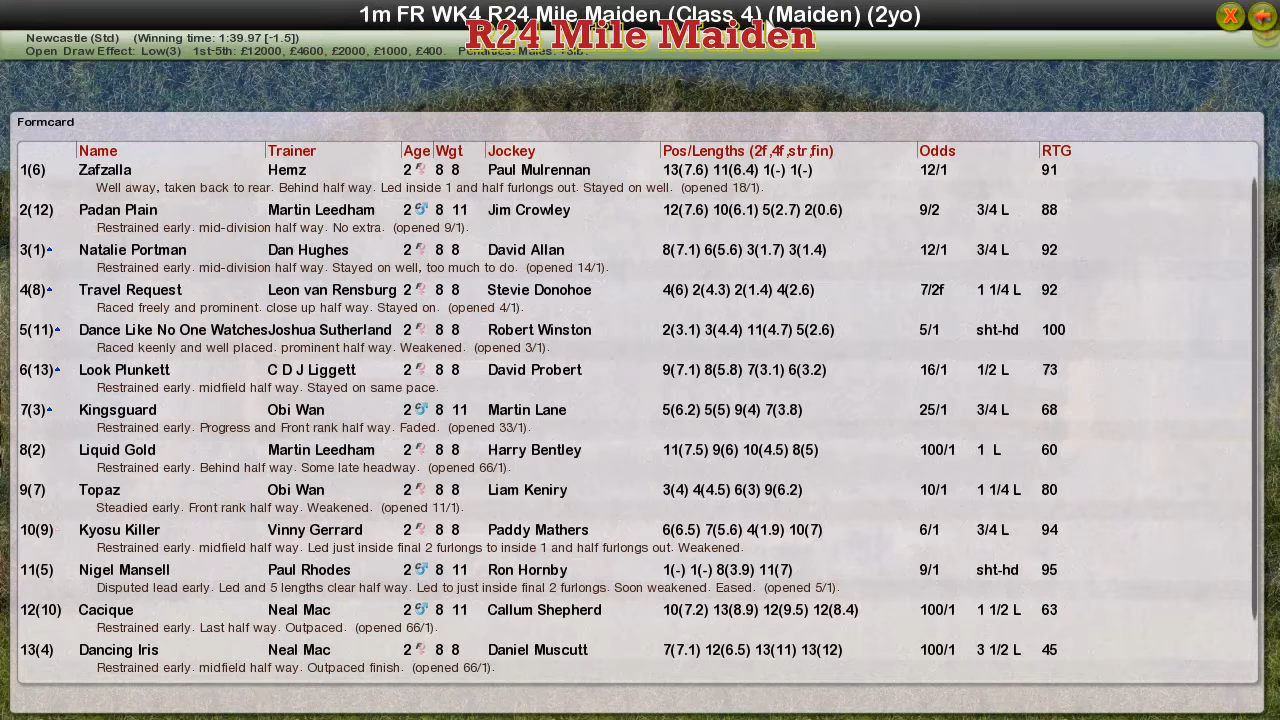 1m FR WK4 R24 Mile Maiden (Class 4) (Maiden) (2yo)
R24 Mile Maiden
Newcastle (Std) (Winning time: 1:39.97 [-1.5])
Open Draw Effect: Low(3) 1st-5th: £12000, £4600, £2000, £1000, £400. Penalties: Males: +3lb.
Formcard
Name Trainer Age Wgt Jockey Pos/Lengths (2f,4f,str,fin) Odds RTG
1(6) Zafzalla Hemz 2 8 8 Paul Mulrennan 13(7.6) 11(6.4) 1(-) 1(-) 12/1 91
Well away, taken back to rear. Behind half way. Led inside 1 and half furlongs out. Stayed on well. (opened 18/1).
2(12) Padan Plain Martin Leedham 2 8 11 Jim Crowley 12(7.6) 10(6.1) 5(2.7) 2(0.6) 9/2 3/4 L 88
Restrained early. mid-division half way. No extra. (opened 9/1).
3(1) Natalie Portman Dan Hughes 2 8 8 David Allan 8(7.1) 6(5.6) 3(1.7) 3(1.4) 12/1 3/4 L 92
Restrained early. mid-division half way. Stayed on well, too much to do. (opened 14/1).
4(8) Travel Request Leon van Rensburg 2 8 8 Stevie Donohoe 4(6) 2(4.3) 2(1.4) 4(2.6) 7/2f 1 1/4 L 92
Raced freely and prominent. close up half way. Stayed on. (opened 4/1).
5(11) Dance Like No One Watches Joshua Sutherland 2 8 8 Robert Winston 2(3.1) 3(4.4) 11(4.7) 5(2.6) 5/1 sht-hd 100
Raced keenly and well placed. prominent half way. Weakened. (opened 3/1).
6(13) Look Plunkett C D J Liggett 2 8 8 David Probert 9(7.1) 8(5.8) 7(3.1) 6(3.2) 16/1 1/2 L 73
Restrained early. midfield half way. Stayed on same pace.
7(3) Kingsguard Obi Wan 2 8 11 Martin Lane 5(6.2) 5(5) 9(4) 7(3.8) 25/1 3/4 L 68
Restrained early. Progress and Front rank half way. Faded. (opened 33/1).
8(2) Liquid Gold Martin Leedham 2 8 8 Harry Bentley 11(7.5) 9(6) 10(4.5) 8(5) 100/1 1 L 60
Restrained early. Behind half way. Some late headway. (opened 66/1).
9(7) Topaz Obi Wan 2 8 8 Liam Keniry 3(4) 4(4.5) 6(3) 9(6.2) 10/1 1 1/4 L 80
Steadied early. Front rank half way. Weakened. (opened 11/1).
10(9) Kyosu Killer Vinny Gerrard 2 8 8 Paddy Mathers 6(6.5) 7(5.6) 4(1.9) 10(7) 6/1 3/4 L 94
Restrained early. midfield half way. Led just inside final 2 furlongs to inside 1 and half furlongs out. Weakened.
11(5) Nigel Mansell Paul Rhodes 2 8 11 Ron Hornby 1(-) 1(-) 8(3.9) 11(7) 9/1 sht-hd 95
Disputed lead early. Led and 5 lengths clear half way. Led to just inside final 2 furlongs. Soon weakened. Eased. (opened 5/1).
12(10) Cacique Neal Mac 2 8 11 Callum Shepherd 10(7.2) 13(8.9) 12(9.5) 12(8.4) 100/1 1 1/2 L 63
Restrained early. Last half way. Outpaced. (opened 66/1).
13(4) Dancing Iris Neal Mac 2 8 8 Daniel Muscutt 7(7.1) 12(6.5) 13(11) 13(12) 100/1 3 1/2 L 45
Restrained early. midfield half way. Outpaced finish. (opened 66/1).